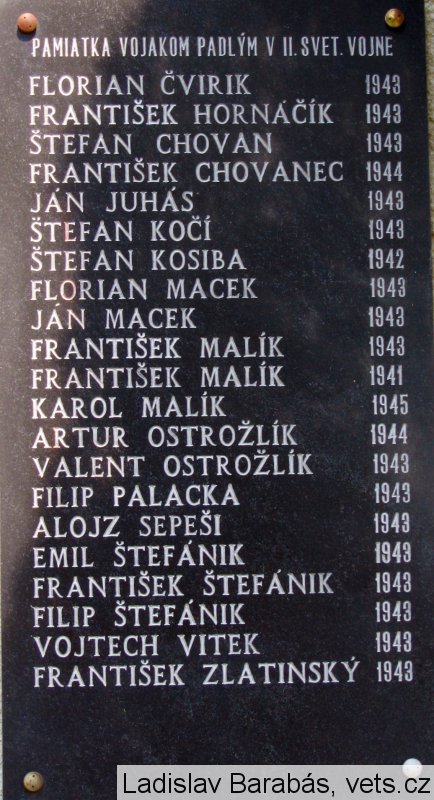 PAMIATKA VOJAKOM PADLÝM V II. SVET. VOJNE
FLORIAN ČVIRIK 1943
FRANTIŠEK HORNÁČÍK 1943
ŠTEFAN CHOVAN 1943
FRANTIŠEK CHOVANEC 1944
JÁN JUHÁS 1943
ŠTEFAN KOČÍ 1943
ŠTEFAN KOSIBA 1942
FLORIAN MACEK 1943
JÁN MACEK 1943
FRANTIŠEK MALÍK 1943
FRANTIŠEK MALÍK 1941
KAROL MALÍK 1945
ARTUR OSTROŽLÍK 1944
VALENT OSTROŽLÍK 1943
FILIP PALACKA 1943
ALOJZ SEPEŠI 1943
EMIL ŠTEFÁNIK 1943
FRANTIŠEK ŠTEFÁNIK 1943
FILIP ŠTEFÁNIK 1943
VOJTECH VITEK 1943
FRANTIŠEK ZLATINSKÝ 1943
Ladislav Barabás, vets.cz